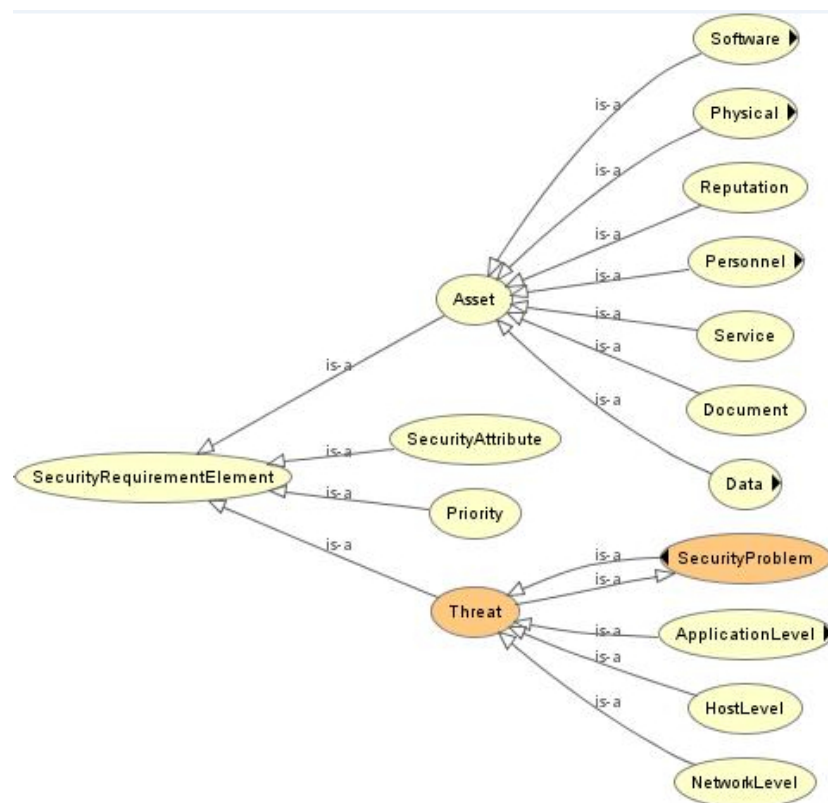 Software
is-a
Physical
is-a
Reputation
is-a
Personnel
is-a
Asset
Service
is-a
Document
is-a
is-a
is-a
SecurityAttribute
is-a
SecurityRequirementElement
Data
is-a
Priority
is-a
SecurityProblem
is-a
is-a
Threat
ApplicationLevel
is-a
is-a
HostLevel
is-a
NetworkLevel